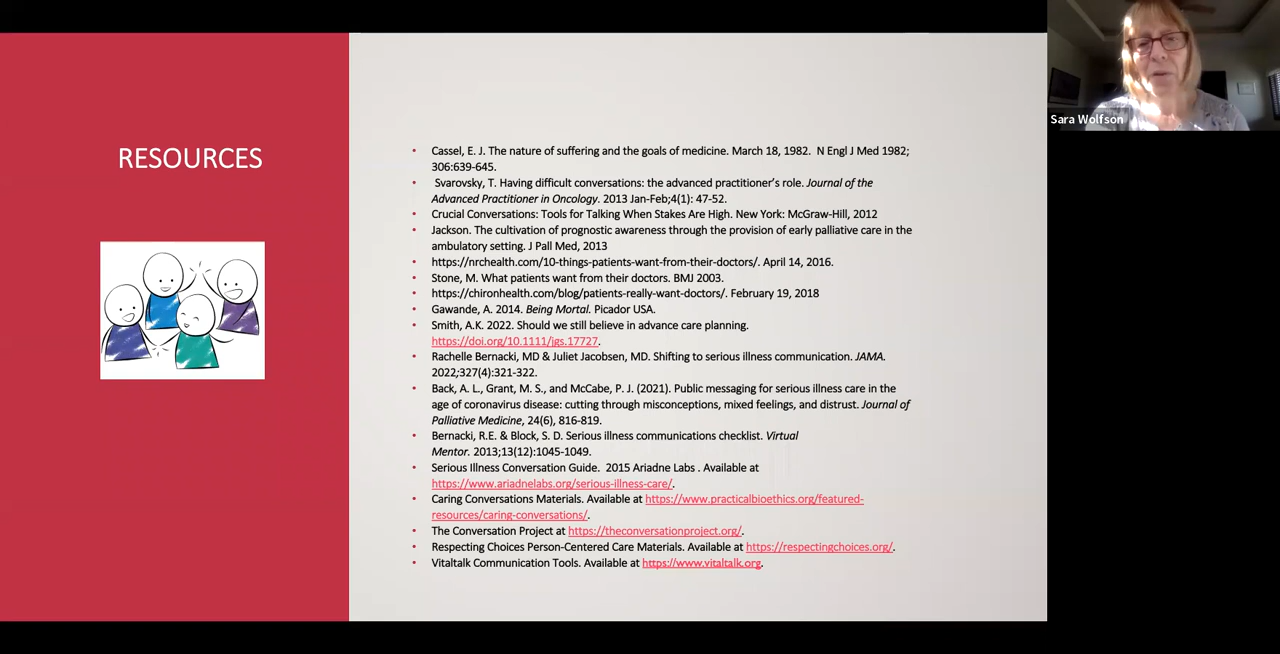 RESOURCES
Cassel, E. J. The nature of suffering and the goals of medicine. March 18, 1982.  N Engl J Med 1982;
306:639-645.
Svarovsky, T. Having difficult conversations: the advanced practitioner's role. Journal of the
Advanced Practitioner in Oncology. 2013 Jan-Feb;4(1): 47-52.
Crucial Conversations: Tools for Talking When Stakes Are High. New York: McGraw-Hill, 2012
Jackson. The cultivation of prognostic awareness through the provision of early palliative care in the
ambulatory setting. J Pall Med, 2013
https://nrchealth.com/10-things-patients-want-from-their-doctors/. April 14, 2016.
Stone, M. What patients want from their doctors. BMJ 2003.
https://chironhealth.com/blog/patients-really-want-doctors/. February 19, 2018
Gawande, A. 2014. Being Mortal. Picador USA.
Smith, A.K. 2022. Should we still believe in advance care planning.
https://doi.org/10.1111/jgs.17727.
Rachelle Bernacki, MD & Juliet Jacobsen, MD. Shifting to serious illness communication. JAMA.
2022;327(4):321-322.
Back, A. L., Grant, M. S., and McCabe, P. J. (2021). Public messaging for serious illness care in the
age of coronavirus disease: cutting through misconceptions, mixed feelings, and distrust. Journal of
Palliative Medicine, 24(6), 816-819.
Bernacki, R.E. & Block, S. D. Serious illness communications checklist. Virtual
Mentor. 2013;13(12):1045-1049.
Serious Illness Conversation Guide.  2015 Ariadne Labs . Available at
https://www.ariadnelabs.org/serious-illness-care/.
Caring Conversations Materials. Available at https://www.practicalbioethics.org/featured-
resources/caring-conversations/.
The Conversation Project at https://theconversationproject.org/.
Respecting Choices Person-Centered Care Materials. Available at https://respectingchoices.org/.
Vitaltalk Communication Tools. Available at https://www.vitaltalk.org.
Sara Wolfson